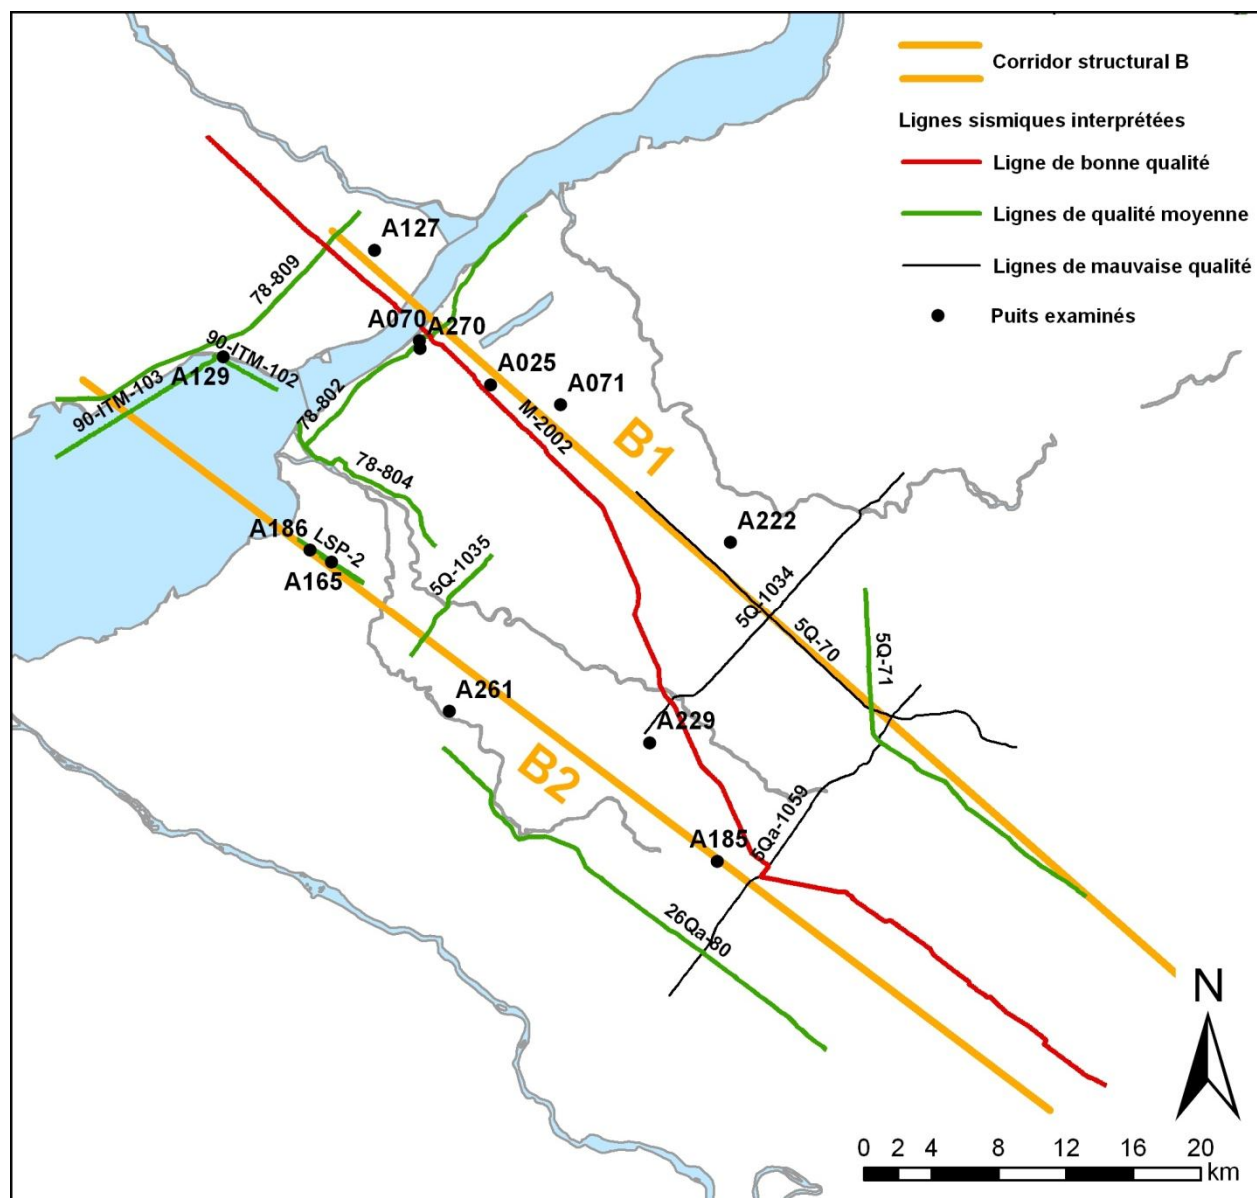 Corridor structural B
Lignes sismiques interprétées
Ligne de bonne qualité
Lignes de qualité moyenne
Lignes de mauvaise qualité
Puits examinés
A127
78-809
A070
A270
90-ITM-102
A129
90-ITM-103
A025
A071
78-802
M-2002
B1
78-804
A186
LSP-2
A165
A222
5Q-1035
5Q-1034
5Q-70
5Q-71
A261
A229
B2
5Qa-1059
A185
26Qa-80
N
0 2 4 8 12 16 20
km